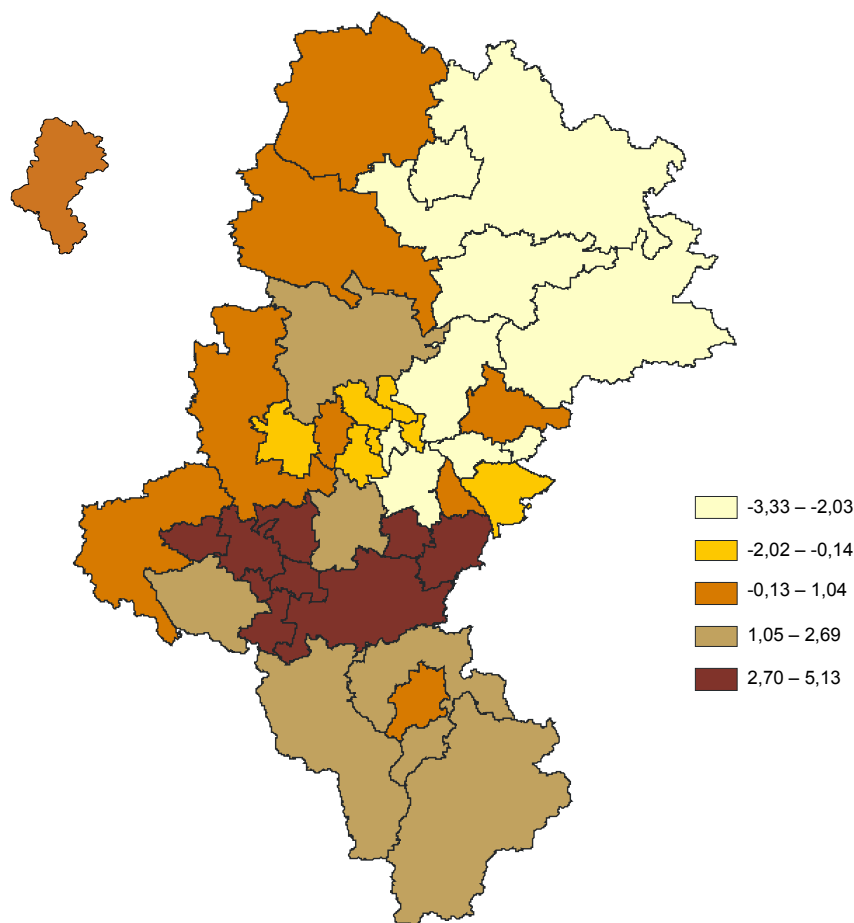 -3,33 – -2,03
-2,02 – -0,14
-0,13 – 1,04
1,05 – 2,69
2,70 – 5,13